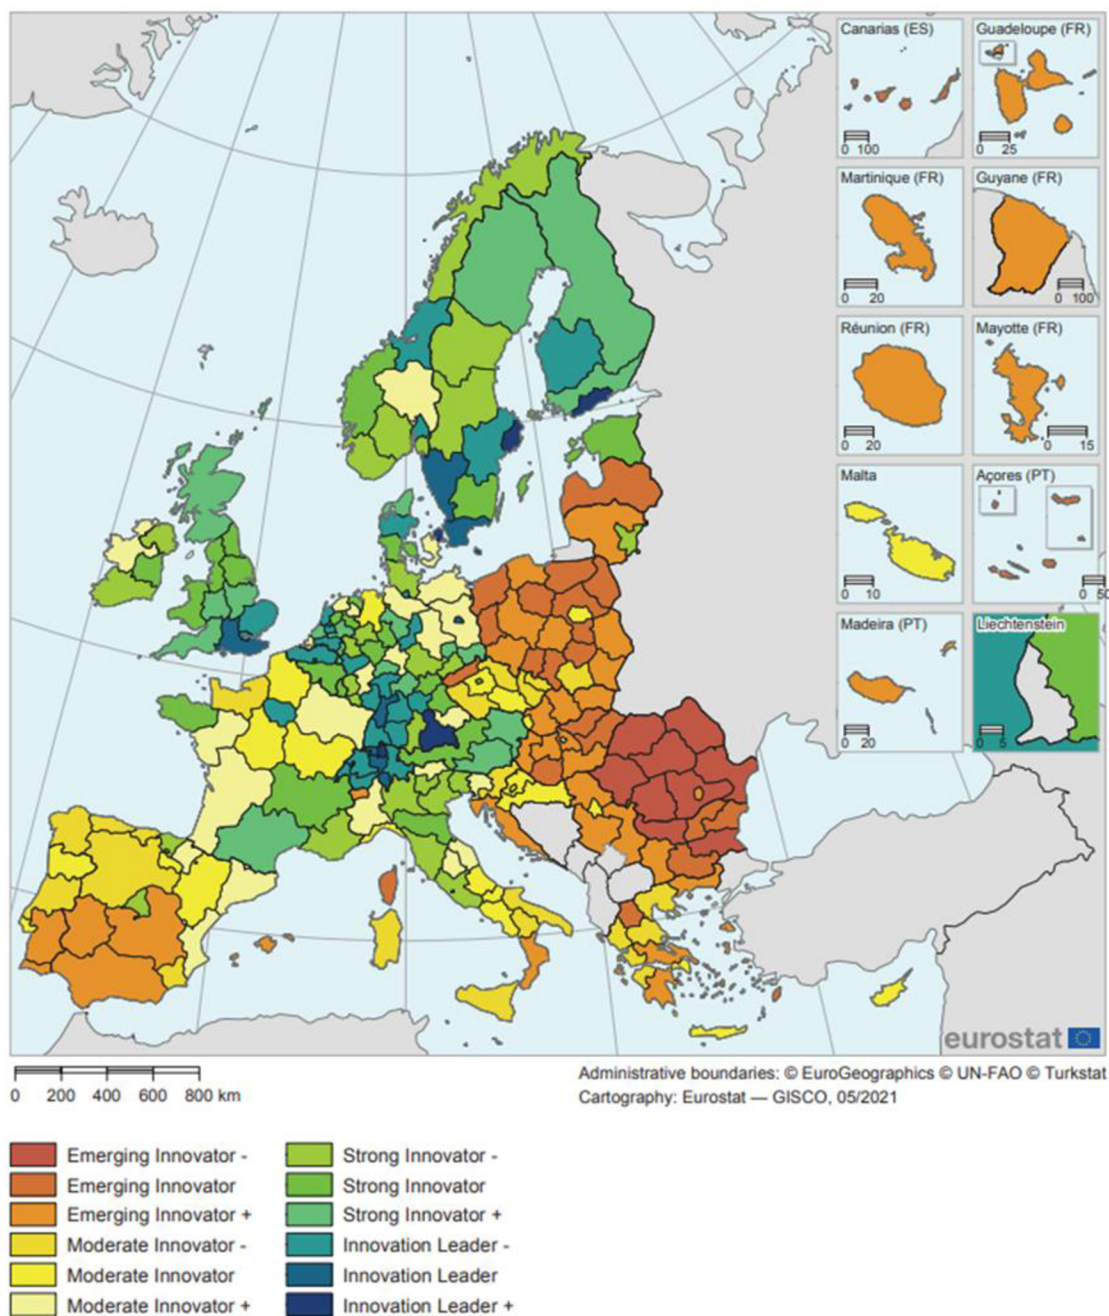 Canarias (ES)
0 100
Guadeloupe (FR)
0 25
Martinique (FR)
0 20
Guyane (FR)
0 100
Réunion (FR)
0 20
Mayotte (FR)
0 15
Malta
0 10
Açores (PT)
0 50
Madeira (PT)
0 20
Liechtenstein
0 5
eurostat
0 200 400 600 800 km
Administrative boundaries: © EuroGeographics © UN-FAO © Turkstat
Cartography: Eurostat — GISCO, 05/2021
Emerging Innovator -
Emerging Innovator
Emerging Innovator +
Moderate Innovator -
Moderate Innovator
Moderate Innovator +
Strong Innovator -
Strong Innovator
Strong Innovator +
Innovation Leader -
Innovation Leader
Innovation Leader +